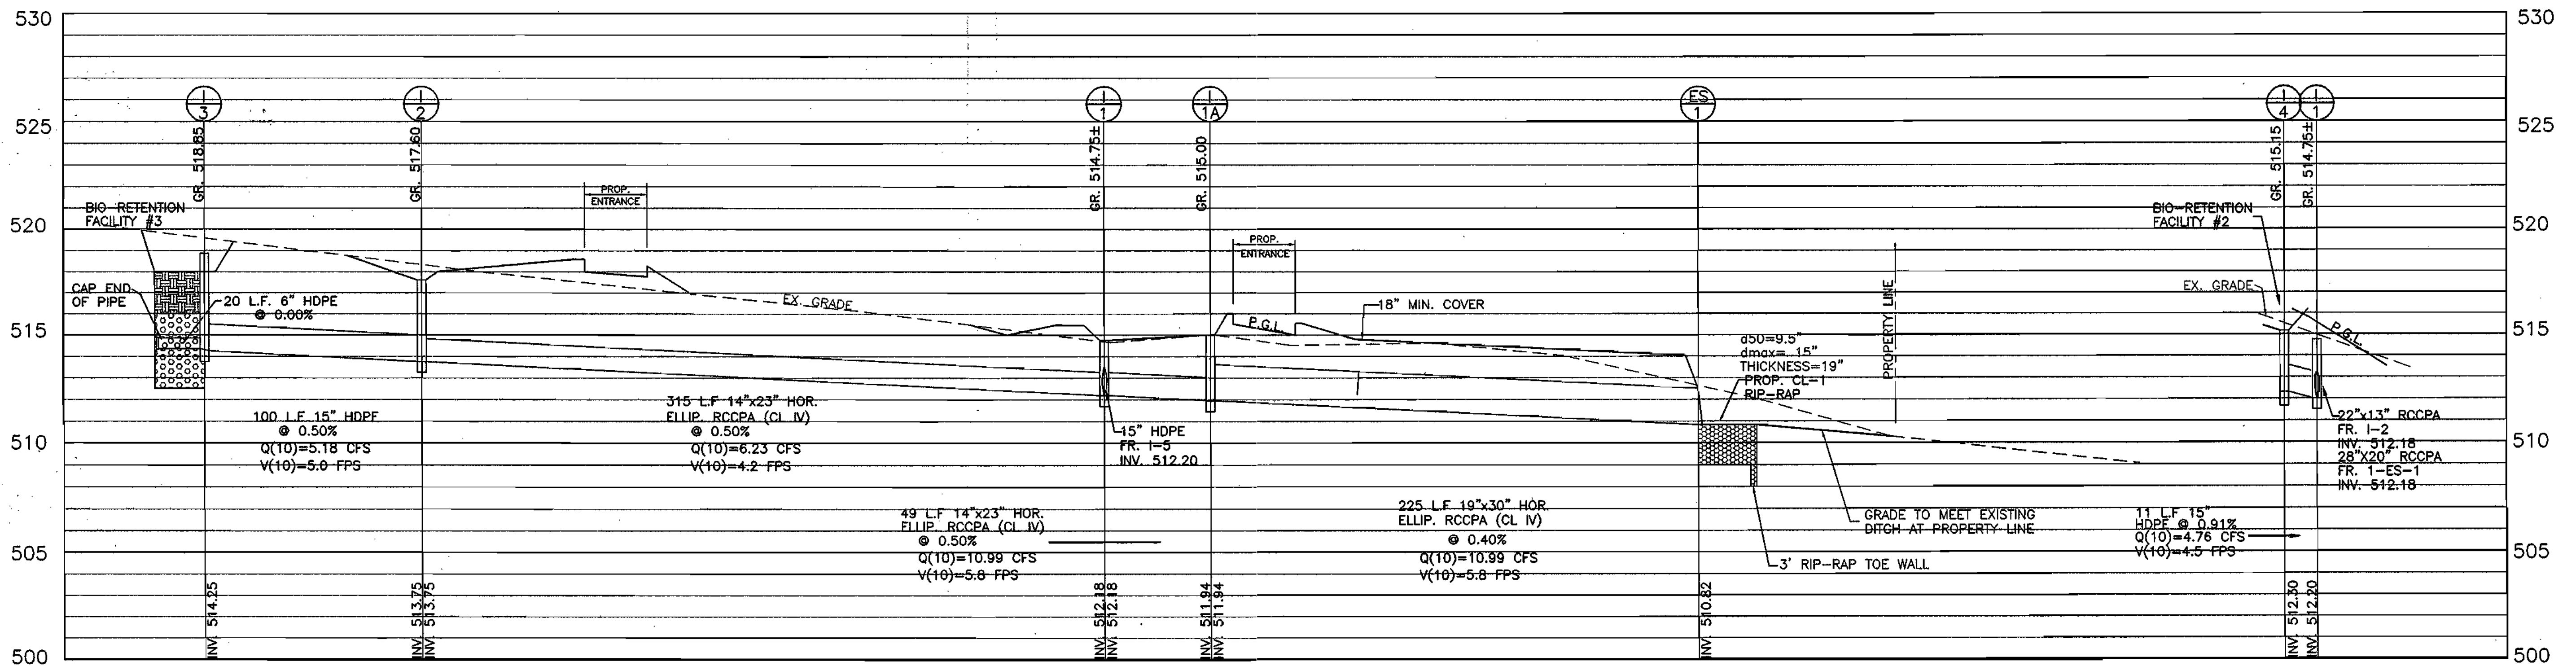 530
530
525
525
520
520
515
515
510
510
505
505
500
500
I
3
I
2
I
1
I
1A
ES
1
I
4
I
1
GR. 518.85
GR. 517.60
GR. 514.75±
GR. 515.00
GR. 515.15
GR. 514.75±
BIO-RETENTION
FACILITY #3
CAP END
OF PIPE
20 L.F. 6" HDPE
@ 0.00%
PROP.
ENTRANCE
EX. GRADE
PROP.
ENTRANCE
P.G.L.
18" MIN. COVER
d50=9.5"
dmax= 15"
THICKNESS=19"
PROP. CL-1
RIP-RAP
PROPERTY LINE
BIO-RETENTION
FACILITY #2
EX. GRADE
P.G.L.
100 L.F 15" HDPE
@ 0.50%
Q(10)=5.18 CFS
V(10)=5.0 FPS
315 L.F 14"x23" HOR.
ELLIP. RCCPA (CL IV)
@ 0.50%
Q(10)=6.23 CFS
V(10)=4.2 FPS
15" HDPE
FR. I-5
INV. 512.20
49 L.F 14"x23" HOR.
ELLIP. RCCPA (CL IV)
@ 0.50%
Q(10)=10.99 CFS
V(10)=5.8 FPS
225 L.F 19"x30" HOR.
ELLIP. RCCPA (CL IV)
@ 0.40%
Q(10)=10.99 CFS
V(10)=5.8 FPS
GRADE TO MEET EXISTING
DITCH AT PROPERTY LINE
3' RIP-RAP TOE WALL
11 L.F 15"
HDPE @ 0.91%
Q(10)=4.76 CFS
V(10)=4.5 FPS
22"x13" RCCPA
FR. I-2
INV. 512.18
28"X20" RCCPA
FR. 1-ES-1
INV. 512.18
INV. 514.25
INV. 513.75
INV. 513.75
INV. 512.18
INV. 512.18
INV. 511.94
INV. 511.94
INV. 510.82
INV. 512.30
INV. 512.20